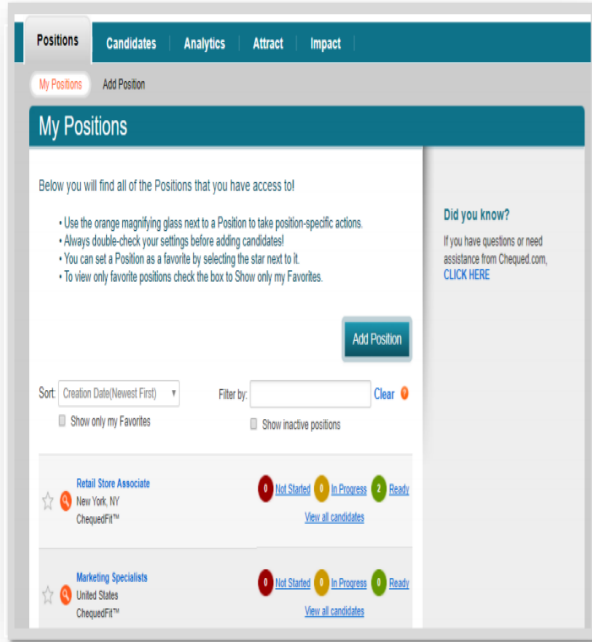 Positions Candidates Analytics Attract Impact
My Positions Add Position
My Positions
Below you will find all of the Positions that you have access to!
• Use the orange magnifying glass next to a Position to take position-specific actions.
• Always double-check your settings before adding candidates!
• You can set a Position as a favorite by selecting the star next to it.
• To view only favorite positions check the box to Show only my Favorites.
Did you know?
If you have questions or need
assistance from Chequed.com,
CLICK HERE
Add Position
Sort: Creation Date(Newest First) Filter by: Clear ?
Show only my Favorites Show inactive positions
Retail Store Associate
New York, NY
ChequedFit™
0 Not Started 0 In Progress 2 Ready
View all candidates
Marketing Specialists
United States
ChequedFit™
0 Not Started 0 In Progress 0 Ready
View all candidates